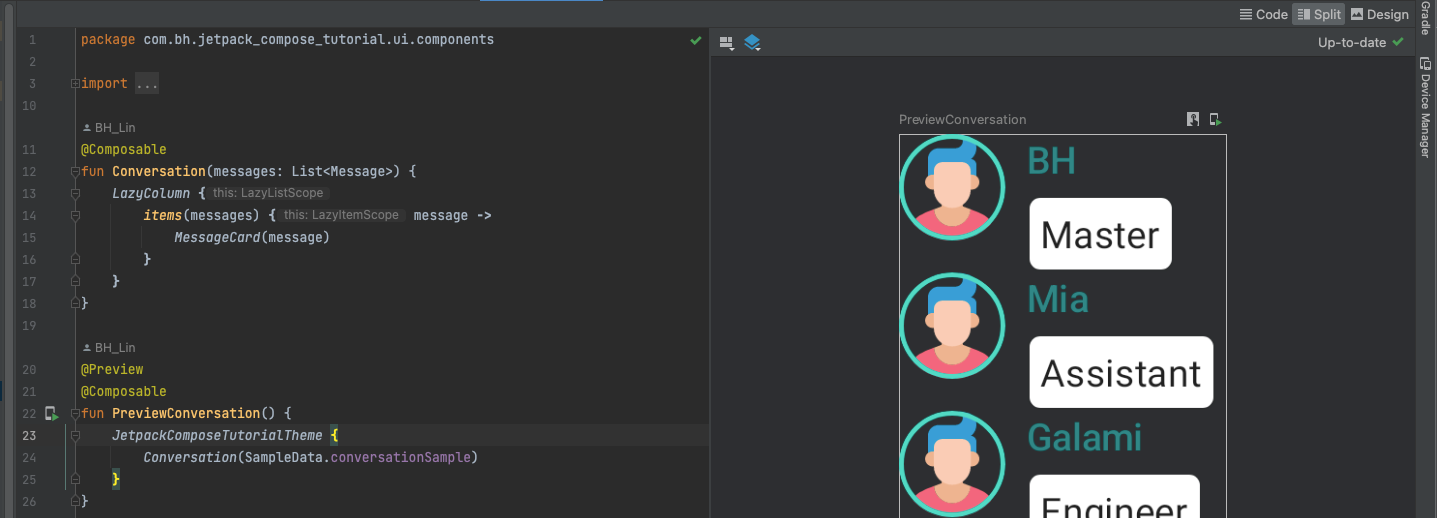 Code Split Design
Gradle
Device Manager
Up-to-date
1 package com.bh.jetpack_compose_tutorial.ui.components
2
3 import ...
10
BH_Lin
11 @Composable
12 fun Conversation(messages: List<Message>) {
13 LazyColumn { this: LazyListScope
14 items(messages) { this: LazyItemScope message ->
15 MessageCard(message)
16 }
17 }
18 }
19
BH_Lin
20 @Preview
21 @Composable
22 fun PreviewConversation() {
23 JetpackComposeTutorialTheme {
24 Conversation(SampleData.conversationSample)
25 }
26 }
PreviewConversation
BH
Master
Mia
Assistant
Galami
Engineer